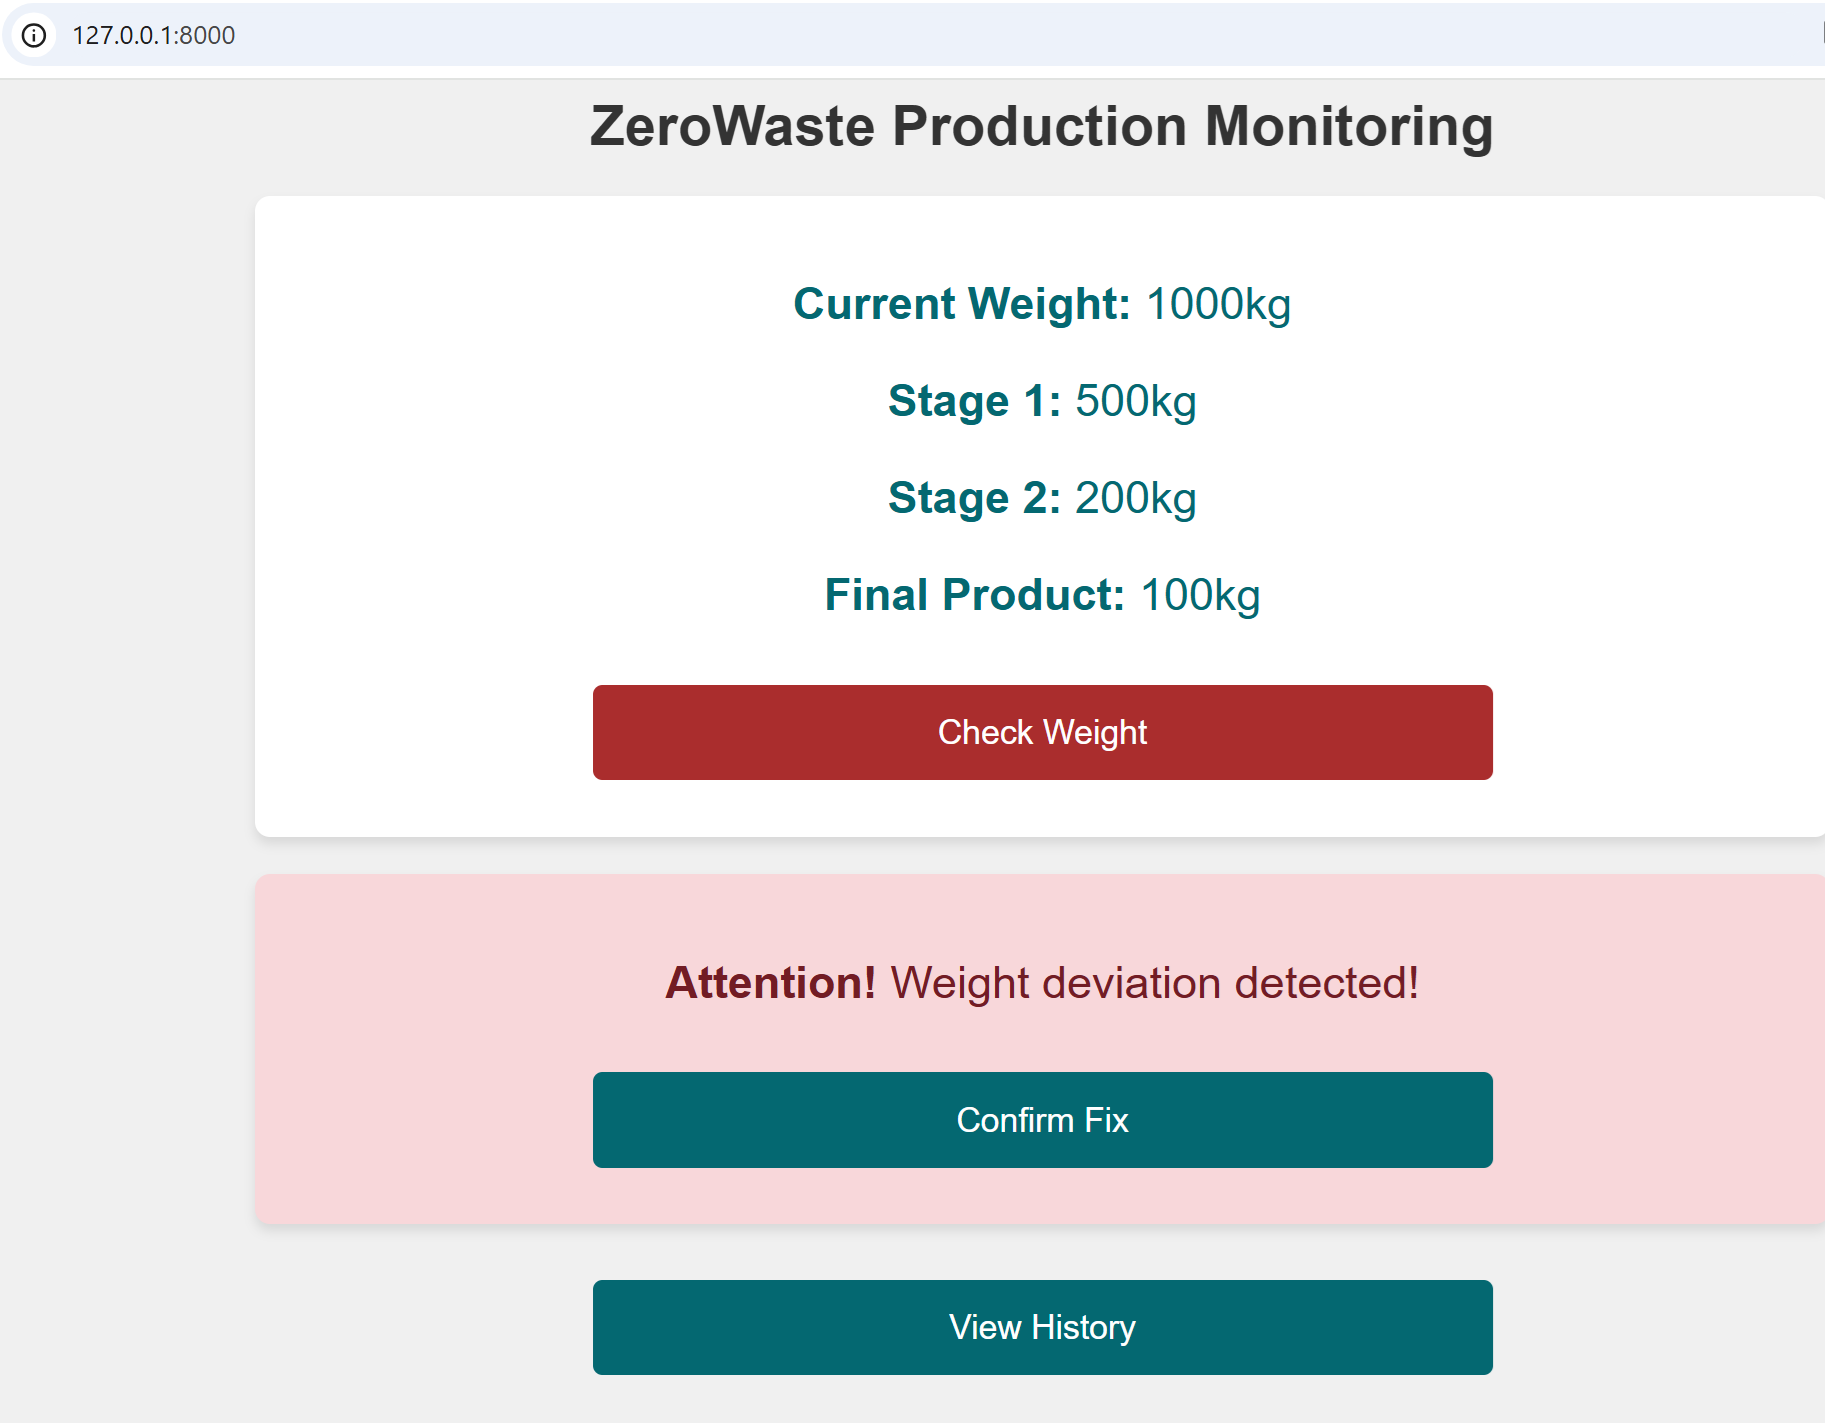 127.0.0.1:8000
ZeroWaste Production Monitoring
Current Weight: 1000kg
Stage 1: 500kg
Stage 2: 200kg
Final Product: 100kg
Check Weight
Attention! Weight deviation detected!
Confirm Fix
View History